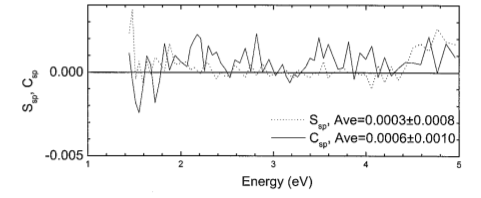 0.000
-0.005
S_sp, C_sp
S_sp, Ave=0.0003±0.0008
C_sp, Ave=0.0006±0.0010
1 2 3 4 5
Energy (eV)